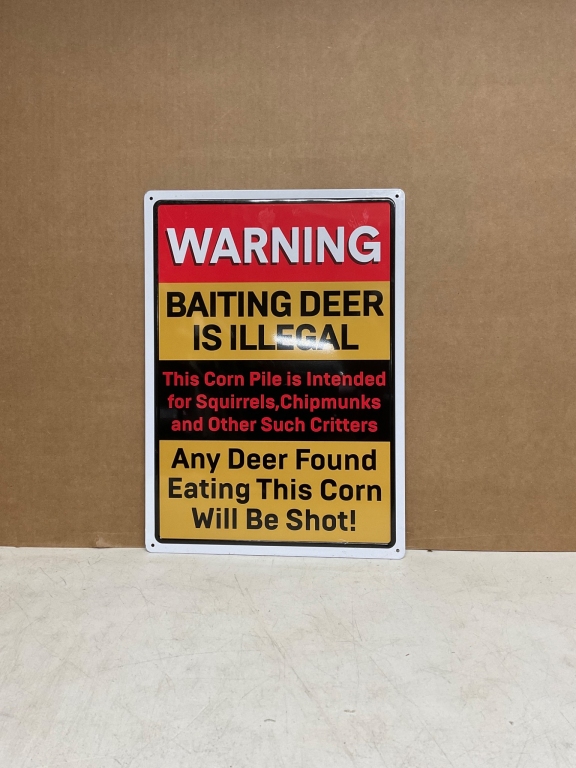 WARNING
BAITING DEER
IS ILLEGAL
This Corn Pile is Intended
for Squirrels,Chipmunks
and Other Such Critters
Any Deer Found
Eating This Corn
Will Be Shot!